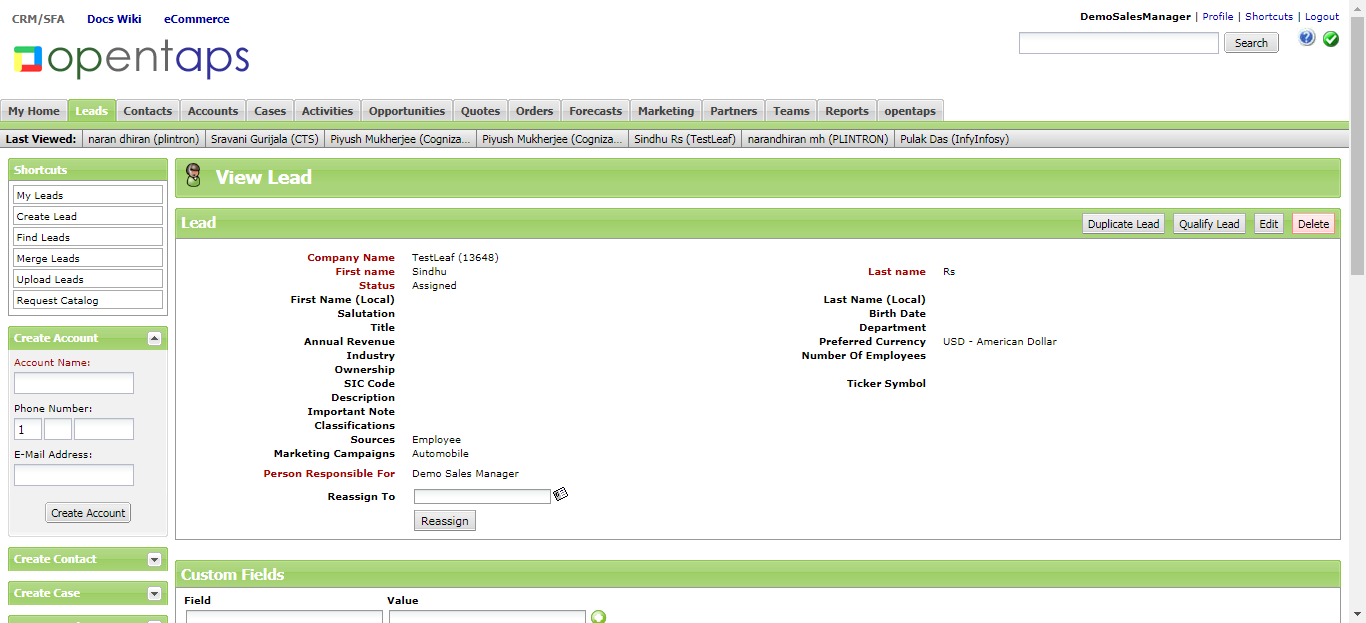 CRM/SFA Docs Wiki eCommerce
DemoSalesManager | Profile | Shortcuts | Logout
opentaps
Search
My Home Leads Contacts Accounts Cases Activities Opportunities Quotes Orders Forecasts Marketing Partners Teams Reports opentaps
Last Viewed: naran dhiran (plintron) Sravani Gurijala (CTS) Piyush Mukherjee (Cogniza... Piyush Mukherjee (Cogniza... Sindhu Rs (TestLeaf) narandhiran mh (PLINTRON) Pulak Das (InfyInfosy)
Shortcuts
My Leads
Create Lead
Find Leads
Merge Leads
Upload Leads
Request Catalog
Create Account
Account Name:
Phone Number:
1
E-Mail Address:
Create Account
Create Contact
Create Case
View Lead
Lead
Duplicate Lead Qualify Lead Edit Delete
Company Name TestLeaf (13648)
First name Sindhu Last name Rs
Status Assigned
First Name (Local) Last Name (Local)
Salutation Birth Date
Title Department
Annual Revenue Preferred Currency USD - American Dollar
Industry Number Of Employees
Ownership
SIC Code Ticker Symbol
Description
Important Note
Classifications
Sources Employee
Marketing Campaigns Automobile
Person Responsible For Demo Sales Manager
Reassign To
Reassign
Custom Fields
Field Value